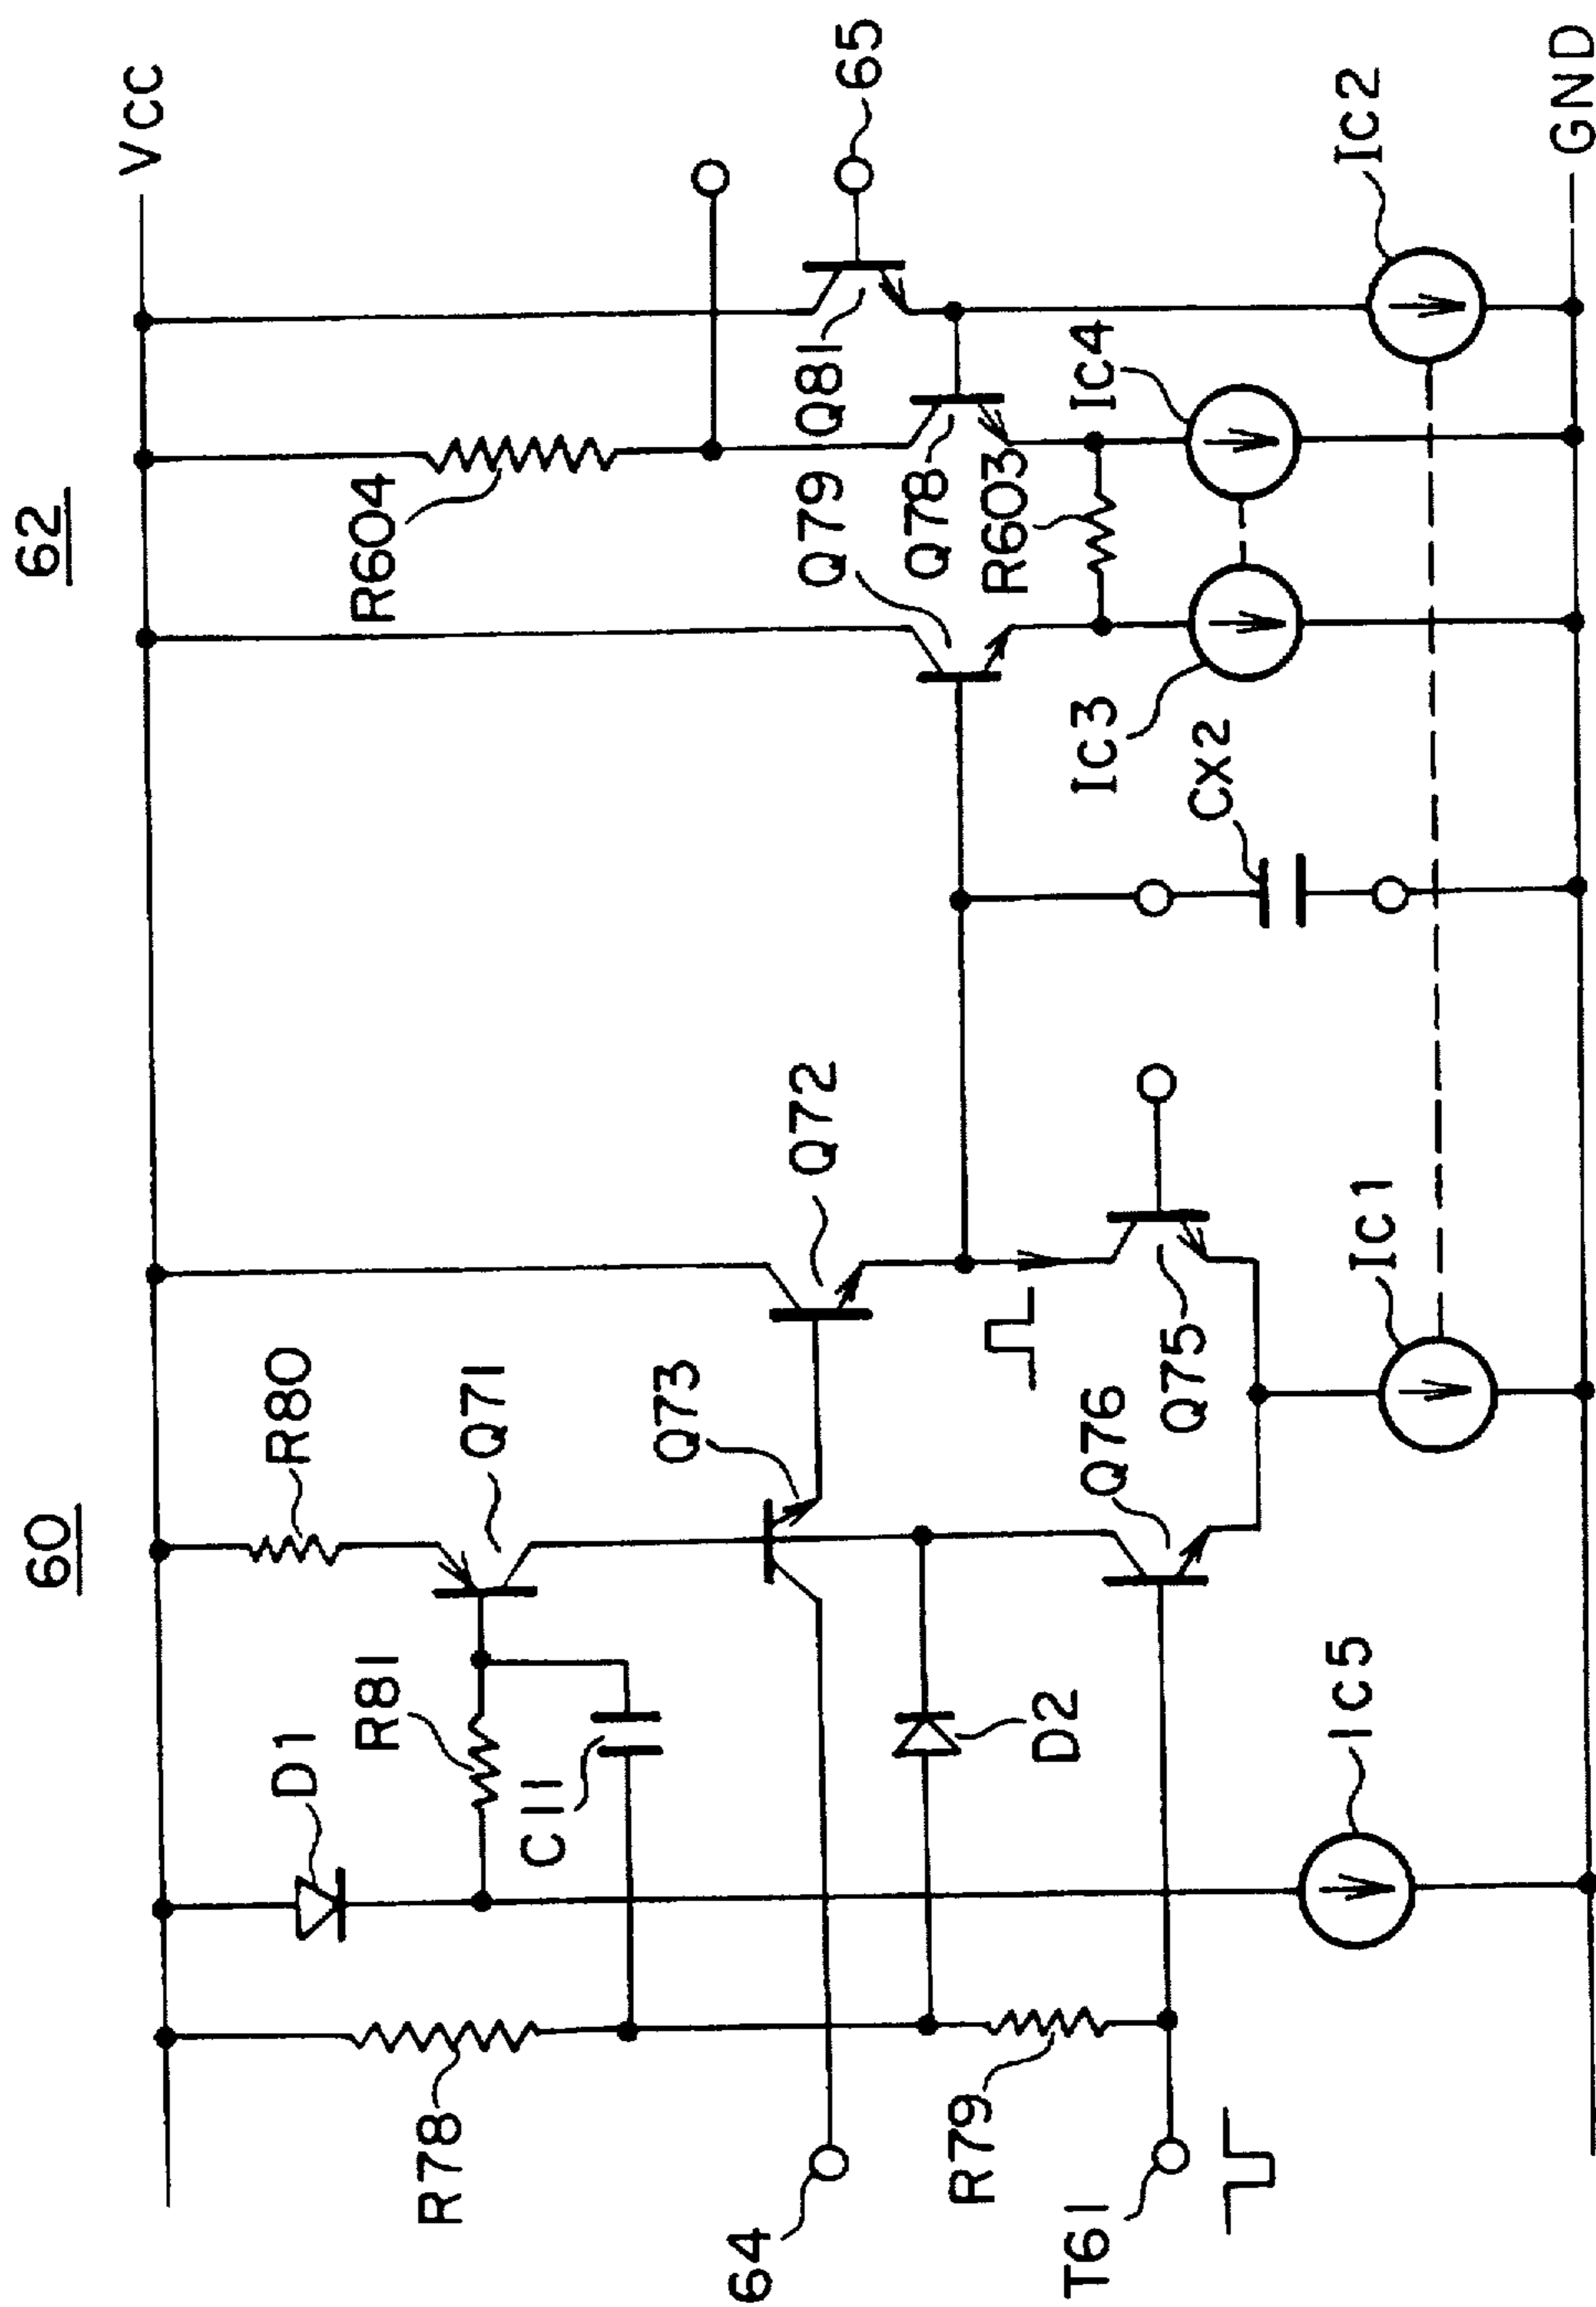 60
62
VCC
R80
D1
R604
R78
R81
Q71
C11
Q73
Q72
Q79
Q81
65
Q78
64
R603
R79
D2
Q76
Q75
IC3
IC4
CX2
T61
IC5
IC1
IC2
GND